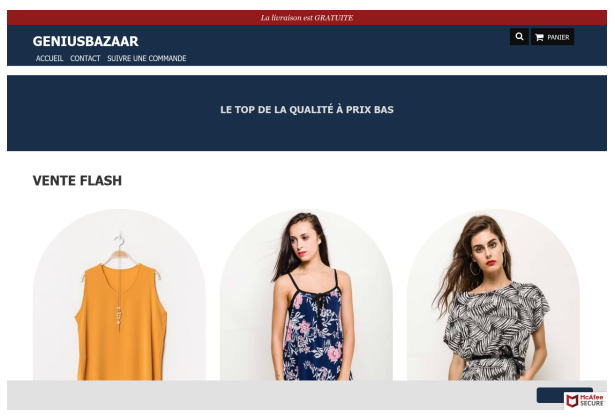 La livraison est GRATUITE
GENIUSBAZAAR
PANIER
ACCUEIL CONTACT SUIVRE UNE COMMANDE
LE TOP DE LA QUALITÉ À PRIX BAS
VENTE FLASH
McAfee
SECURE